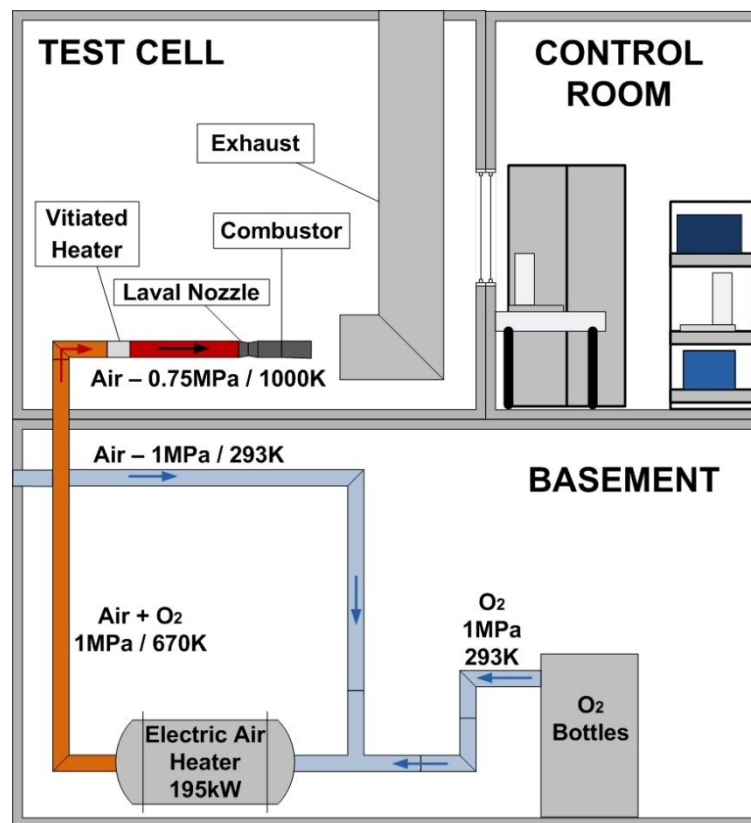 TEST CELL
CONTROL
ROOM
Exhaust
Vitiated
Heater
Combustor
Laval Nozzle
Air – 0.75MPa / 1000K
Air – 1MPa / 293K
BASEMENT
Air + O₂
1MPa / 670K
O₂
1MPa
293K
O₂
Bottles
Electric Air
Heater
195kW